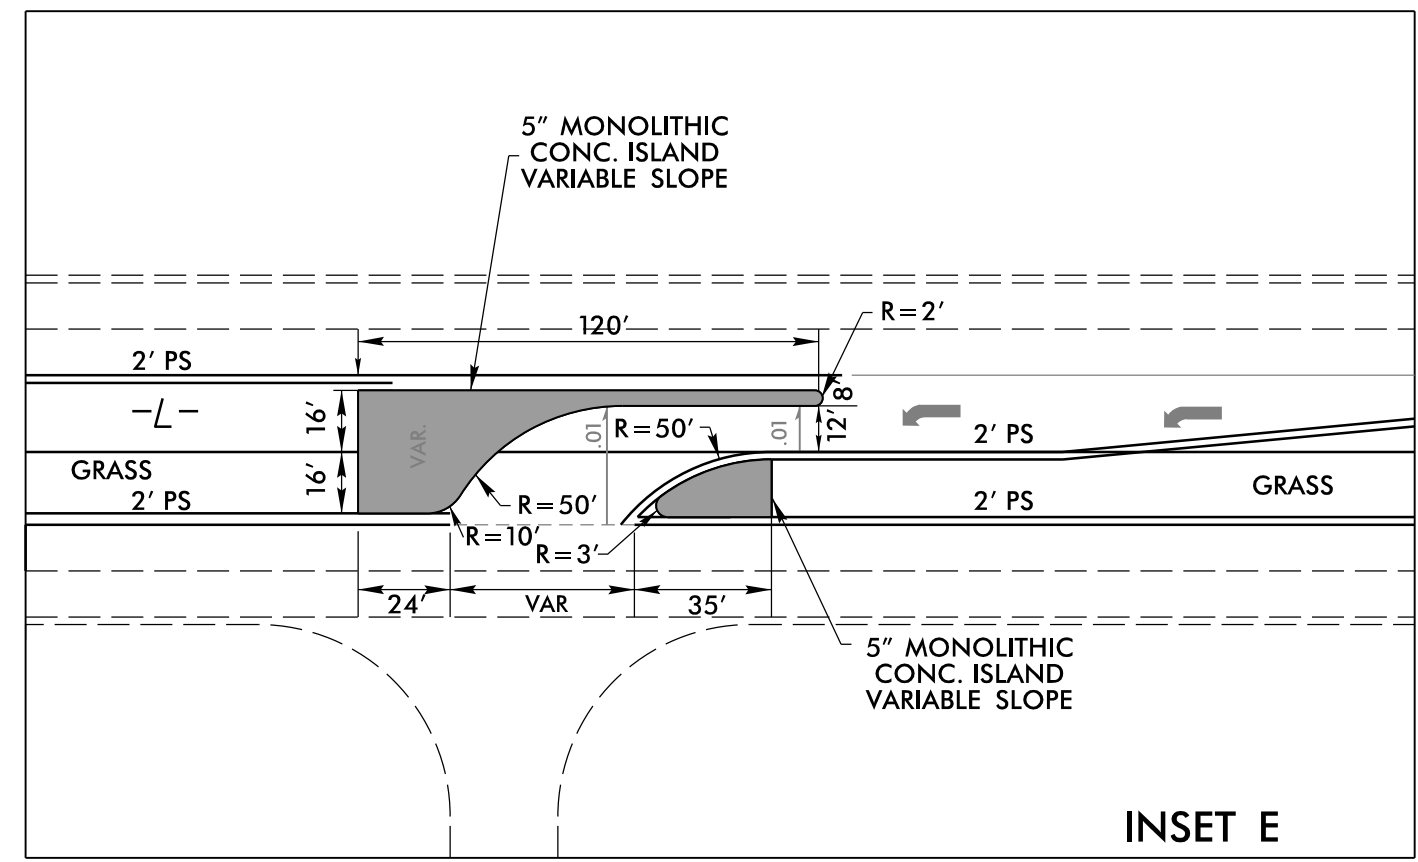 5" MONOLITHIC
CONC. ISLAND
VARIABLE SLOPE
R=2'
120'
2' PS
8'
-L-
16'
VAR.
.01
R=50'
.01
12'
2' PS
GRASS
16'
2' PS
R=50'
2' PS
GRASS
R=10'
R=3'
24'
VAR
35'
5" MONOLITHIC
CONC. ISLAND
VARIABLE SLOPE
INSET E